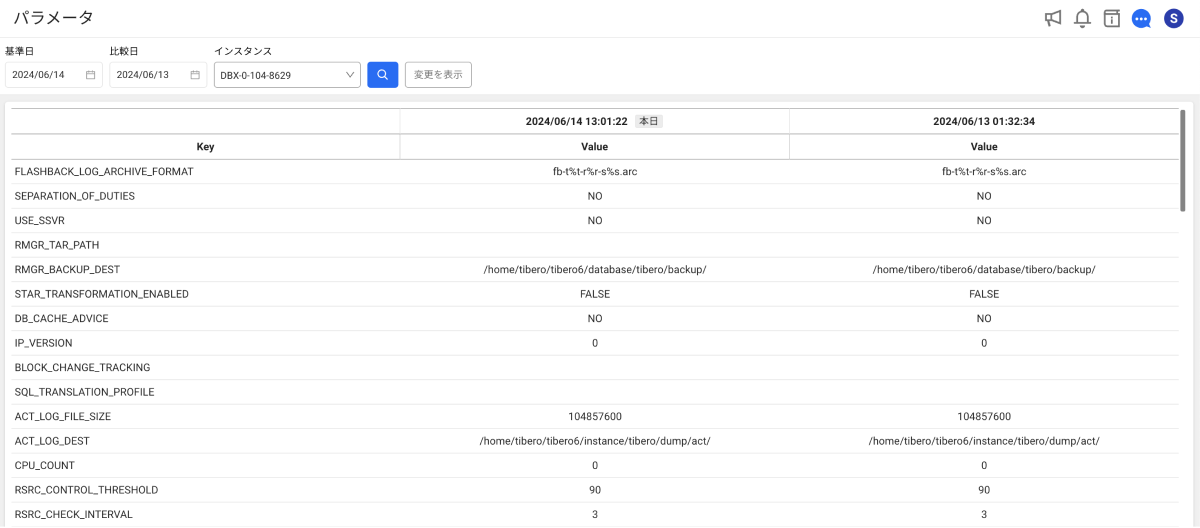 パラメータ
S
基準日 比較日 インスタンス
2024/06/14 2024/06/13 DBX-0-104-8629 変更を表示
2024/06/14 13:01:22 本日 2024/06/13 01:32:34
Key Value Value
FLASHBACK_LOG_ARCHIVE_FORMAT fb-t%t-r%r-s%s.arc fb-t%t-r%r-s%s.arc
SEPARATION_OF_DUTIES NO NO
USE_SSVR NO NO
RMGR_TAR_PATH
RMGR_BACKUP_DEST /home/tibero/tibero6/database/tibero/backup/ /home/tibero/tibero6/database/tibero/backup/
STAR_TRANSFORMATION_ENABLED FALSE FALSE
DB_CACHE_ADVICE NO NO
IP_VERSION 0 0
BLOCK_CHANGE_TRACKING
SQL_TRANSLATION_PROFILE
ACT_LOG_FILE_SIZE 104857600 104857600
ACT_LOG_DEST /home/tibero/tibero6/instance/tibero/dump/act/ /home/tibero/tibero6/instance/tibero/dump/act/
CPU_COUNT 0 0
RSRC_CONTROL_THRESHOLD 90 90
RSRC_CHECK_INTERVAL 3 3